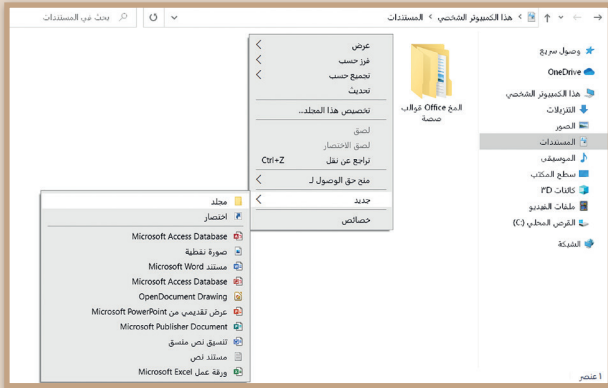 هذا الكمبيوتر الشخصي > المستندات
بحث في المستندات
وصول سريع
OneDrive
هذا الكمبيوتر الشخصي
التنزيلات
الصور
المستندات
الموسيقى
سطح المكتب
كائنات ٣D
ملفات الفيديو
القرص المحلي (C:)
الشبكة
١ عنصر
قوالب Office المخ
صصة
عرض
فرز حسب
تجميع حسب
تحديث
تخصيص هذا المجلد...
لصق
لصق الاختصار
تراجع عن نقل Ctrl+Z
منح حق الوصول لـ
جديد
خصائص
مجلد
اختصار
Microsoft Access Database
صورة نقطية
مستند Microsoft Word
Microsoft Access Database
OpenDocument Drawing
عرض تقديمي من Microsoft PowerPoint
Microsoft Publisher Document
تنسيق نص منسق
مستند نص
ورقة عمل Microsoft Excel